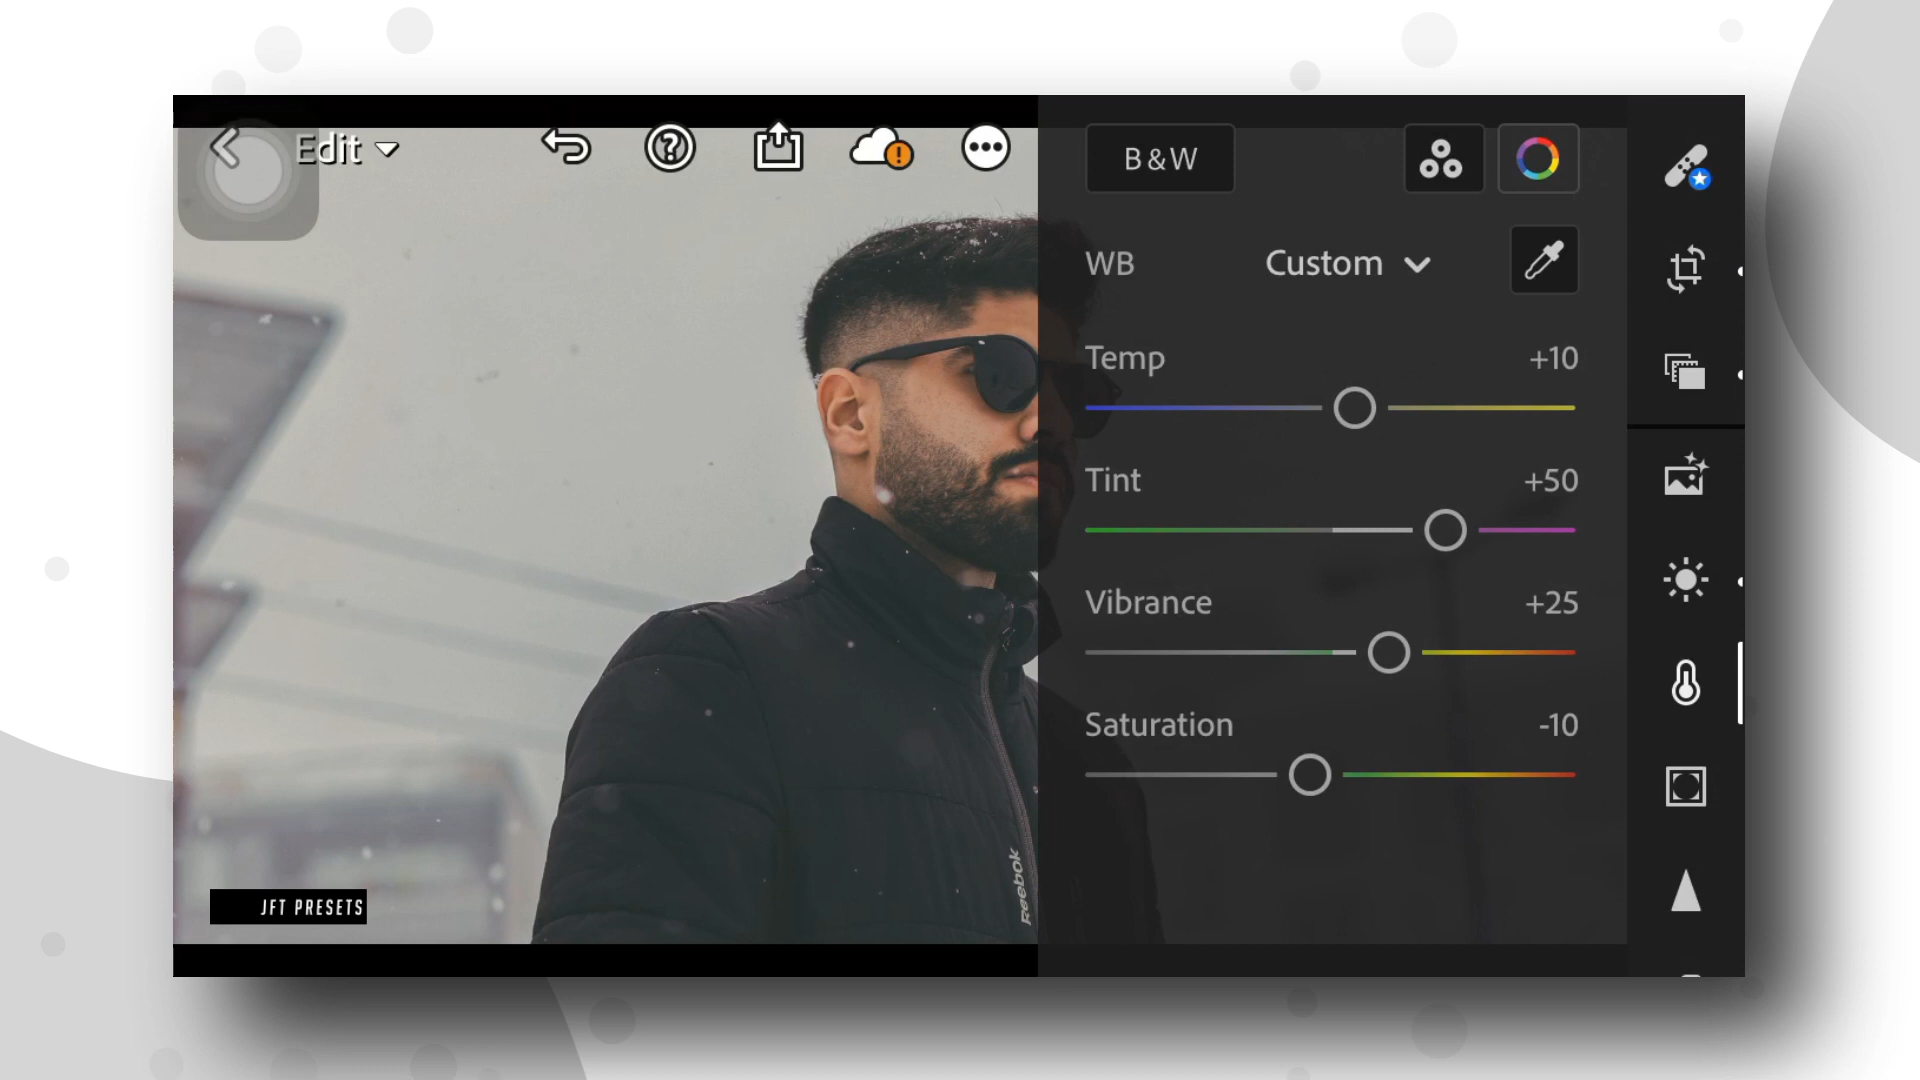 Edit
B&W
WB Custom
Temp +10
Tint +50
Vibrance +25
Saturation -10
Reebok
JFT PRESETS